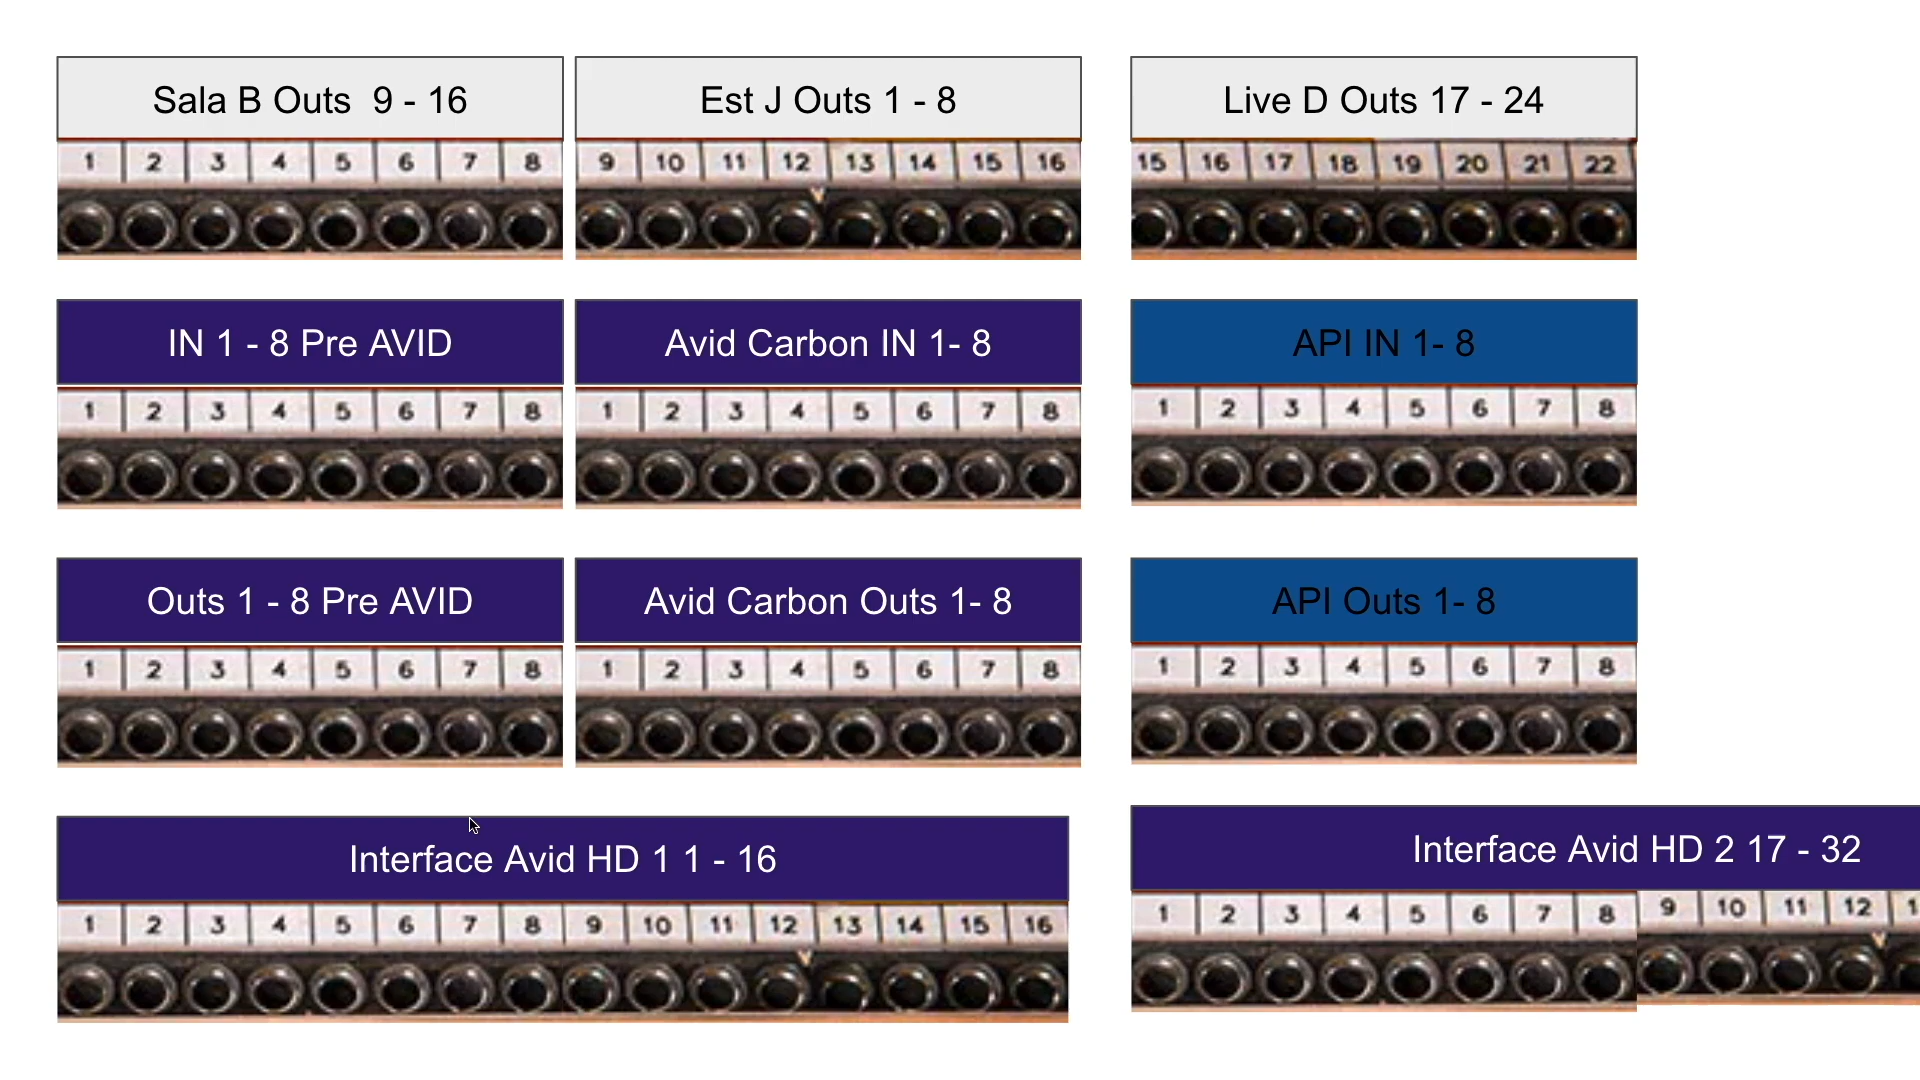 Sala B Outs  9 - 16
1 2 3 4 5 6 7 8
Est J Outs 1 - 8
9 10 11 12 13 14 15 16
Live D Outs 17 - 24
15 16 17 18 19 20 21 22
IN 1 - 8 Pre AVID
1 2 3 4 5 6 7 8
Avid Carbon IN 1- 8
1 2 3 4 5 6 7 8
API IN 1- 8
1 2 3 4 5 6 7 8
Outs 1 - 8 Pre AVID
1 2 3 4 5 6 7 8
Avid Carbon Outs 1- 8
1 2 3 4 5 6 7 8
API Outs 1- 8
1 2 3 4 5 6 7 8
Interface Avid HD 1 1 - 16
1 2 3 4 5 6 7 8 9 10 11 12 13 14 15 16
Interface Avid HD 2 17 - 32
1 2 3 4 5 6 7 8 9 10 11 12